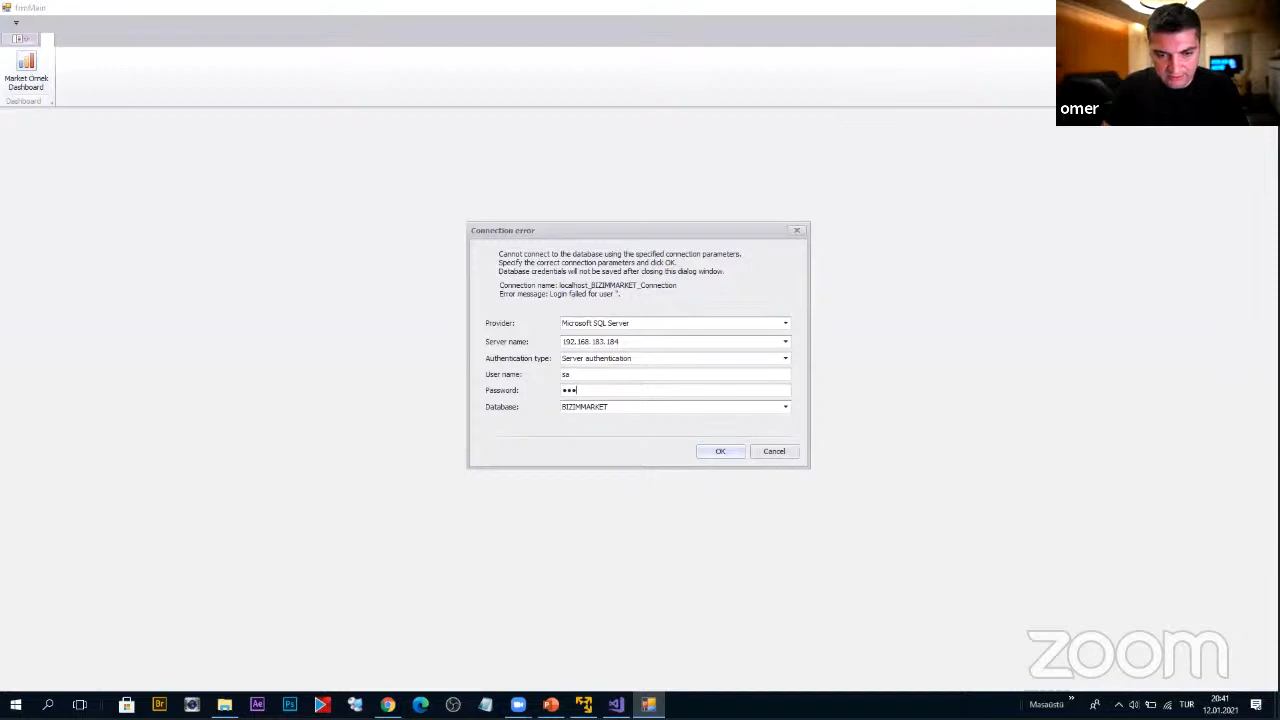 frmMain
Market Ornek
Dashboard
Dashboard
omer
Connection error
Cannot connect to the database using the specified connection parameters.
Specify the correct connection parameters and click OK.
Database credentials will not be saved after closing this dialog window.
Connection name: localhost_BIZIMMARKET_Connection
Error message: Login failed for user ''.
Provider: Microsoft SQL Server
Server name: 192.168.183.184
Authentication type: Server authentication
User name: sa
Password: •••
Database: BIZIMMARKET
OK Cancel
zoom
Br Ae Ps Masaüstü » TUR 20:41
12.01.2021